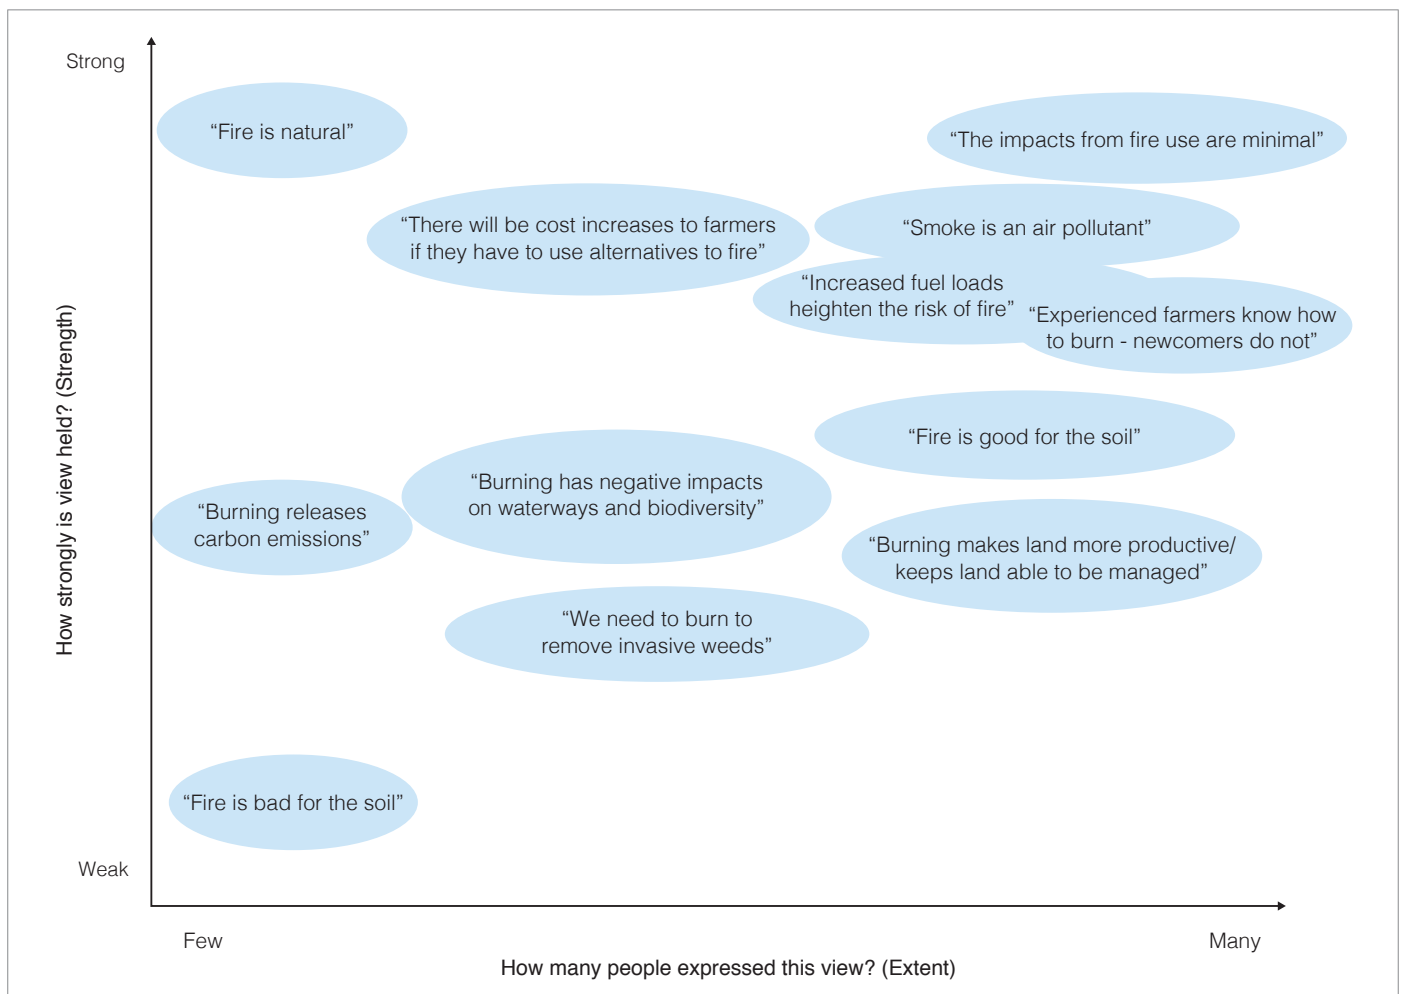 Strong
“Fire is natural”
“The impacts from fire use are minimal”
“There will be cost increases to farmers
if they have to use alternatives to fire”
“Smoke is an air pollutant”
“Increased fuel loads
heighten the risk of fire”
“Experienced farmers know how
to burn - newcomers do not”
How strongly is view held? (Strength)
“Fire is good for the soil”
“Burning has negative impacts
on waterways and biodiversity”
“Burning releases
carbon emissions”
“Burning makes land more productive/
keeps land able to be managed”
“We need to burn to
remove invasive weeds”
“Fire is bad for the soil”
Weak
Few
Many
How many people expressed this view? (Extent)